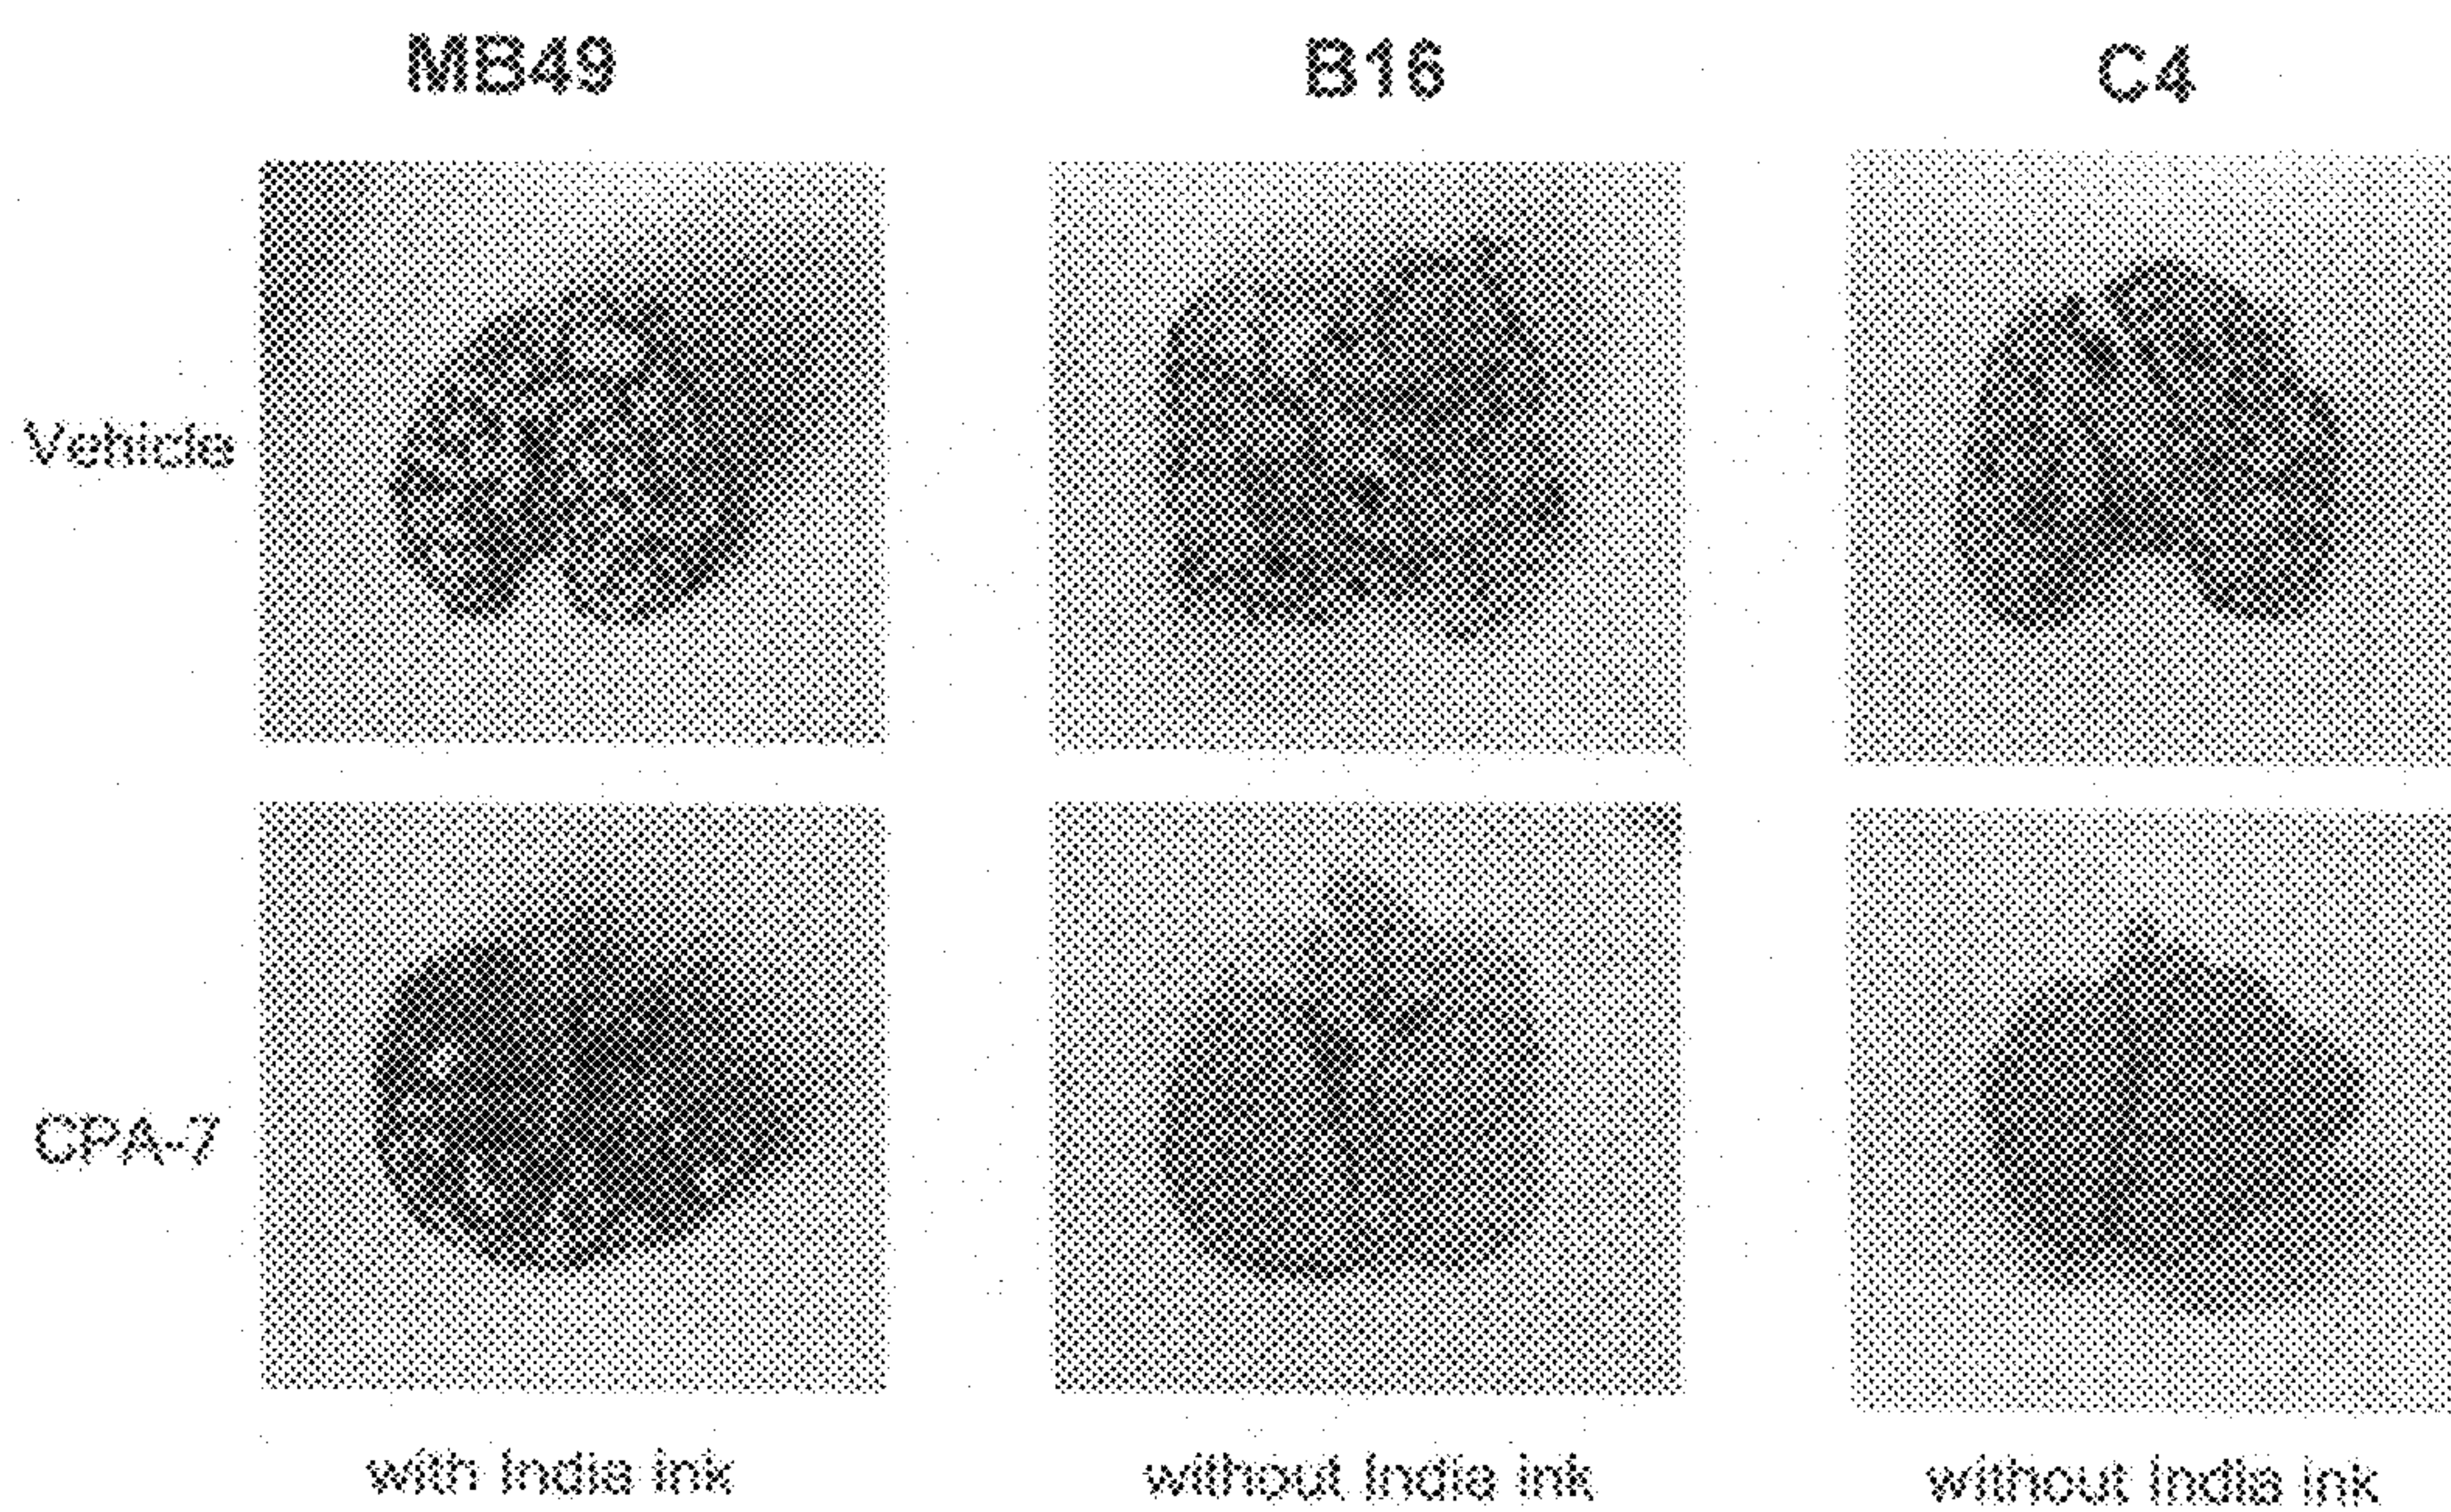 MB49 B16 C4
Vehicle
CPA-7
with India ink without India ink without India ink